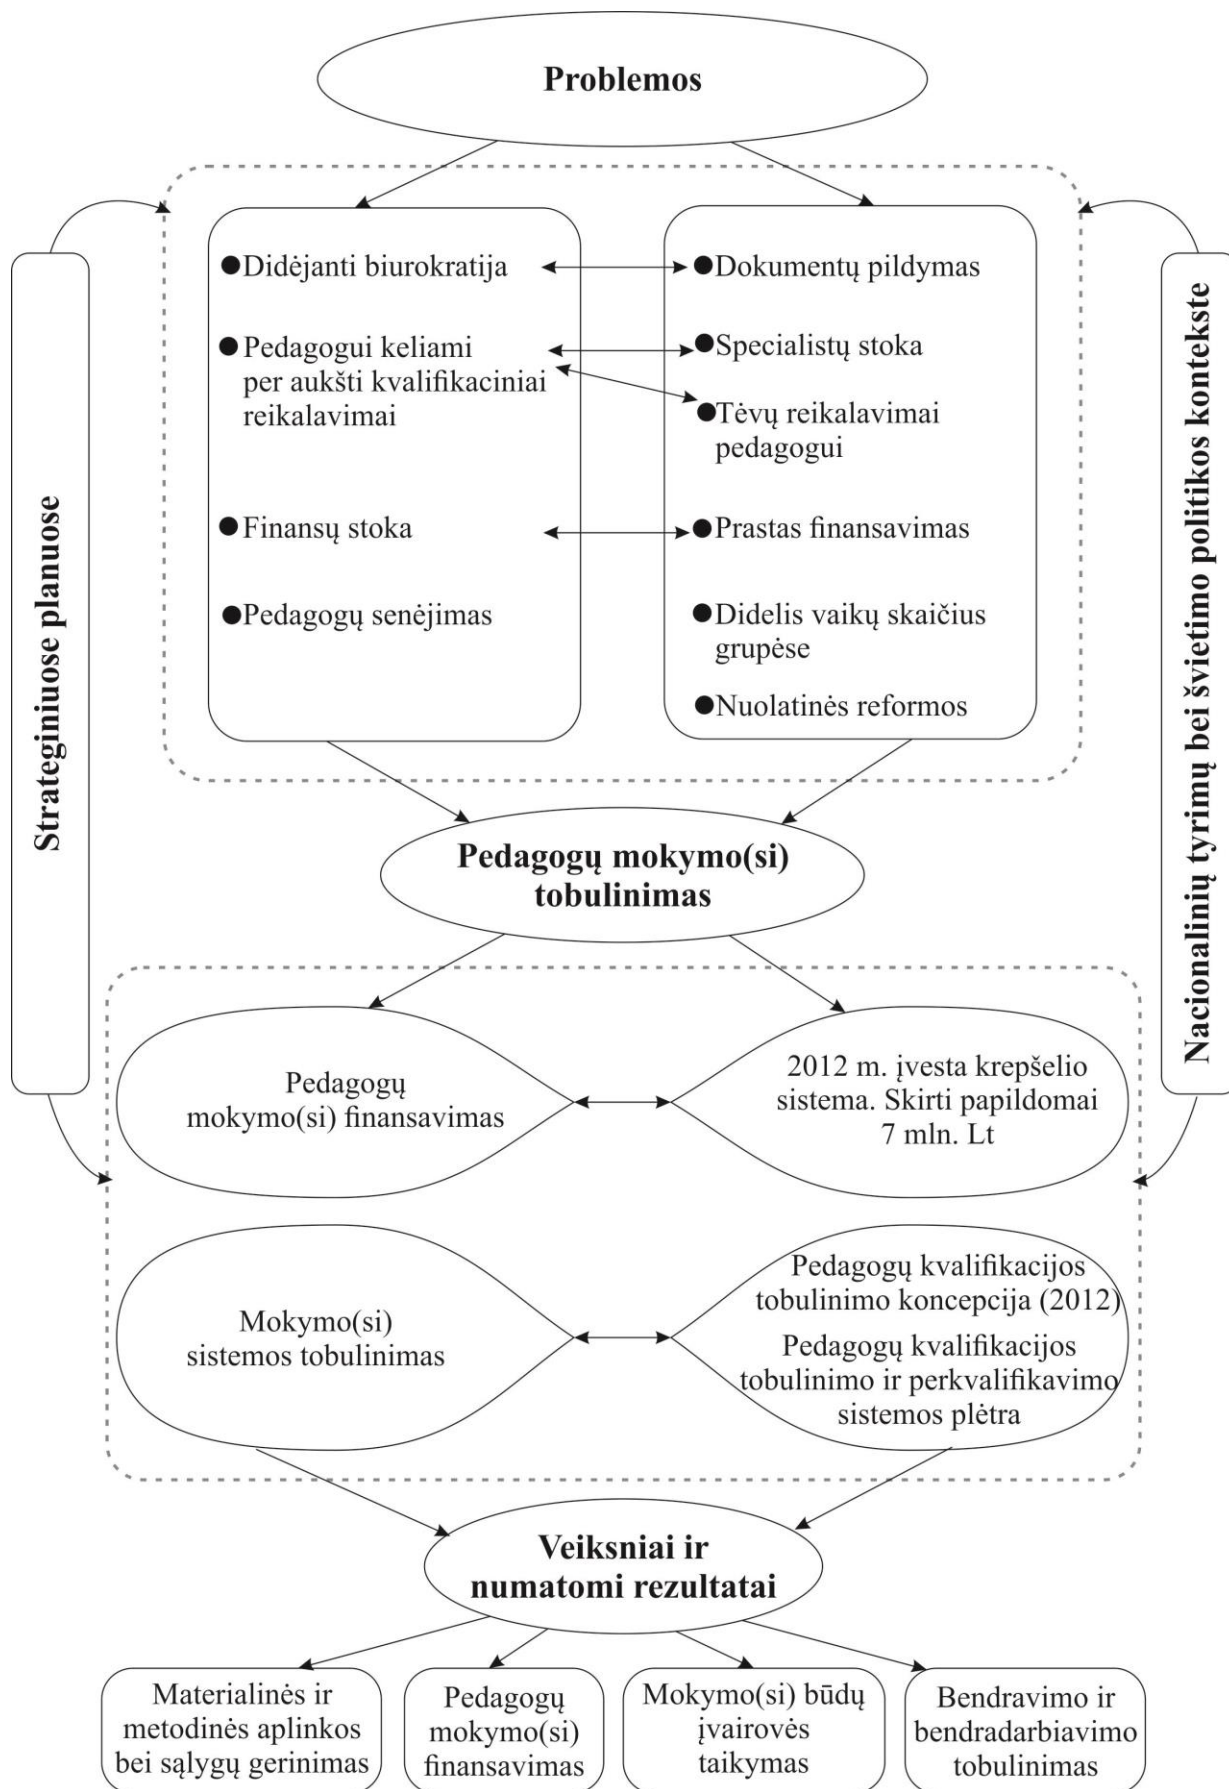 Problemos
Strateginiuose planuose
Didėjanti biurokratija
Pedagogui keliami
per aukšti kvalifikaciniai
reikalavimai
Finansų stoka
Pedagogų senėjimas
Dokumentų pildymas
Specialistų stoka
Tėvų reikalavimai
pedagogui
Prastas finansavimas
Didelis vaikų skaičius
grupėse
Nuolatinės reformos
Nacionalinių tyrimų bei švietimo politikos kontekste
Pedagogų mokymo(si)
tobulinimas
Pedagogų
mokymo(si) finansavimas
2012 m. įvesta krepšelio
sistema. Skirti papildomai
7 mln. Lt
Mokymo(si)
sistemos tobulinimas
Pedagogų kvalifikacijos
tobulinimo koncepcija (2012)
Pedagogų kvalifikacijos
tobulinimo ir perkvalifikavimo
sistemos plėtra
Veiksniai ir
numatomi rezultatai
Materialinės ir
metodinės aplinkos
bei sąlygų gerinimas
Pedagogų
mokymo(si)
finansavimas
Mokymo(si) būdų
įvairovės
taikymas
Bendravimo ir
bendradarbiavimo
tobulinimas